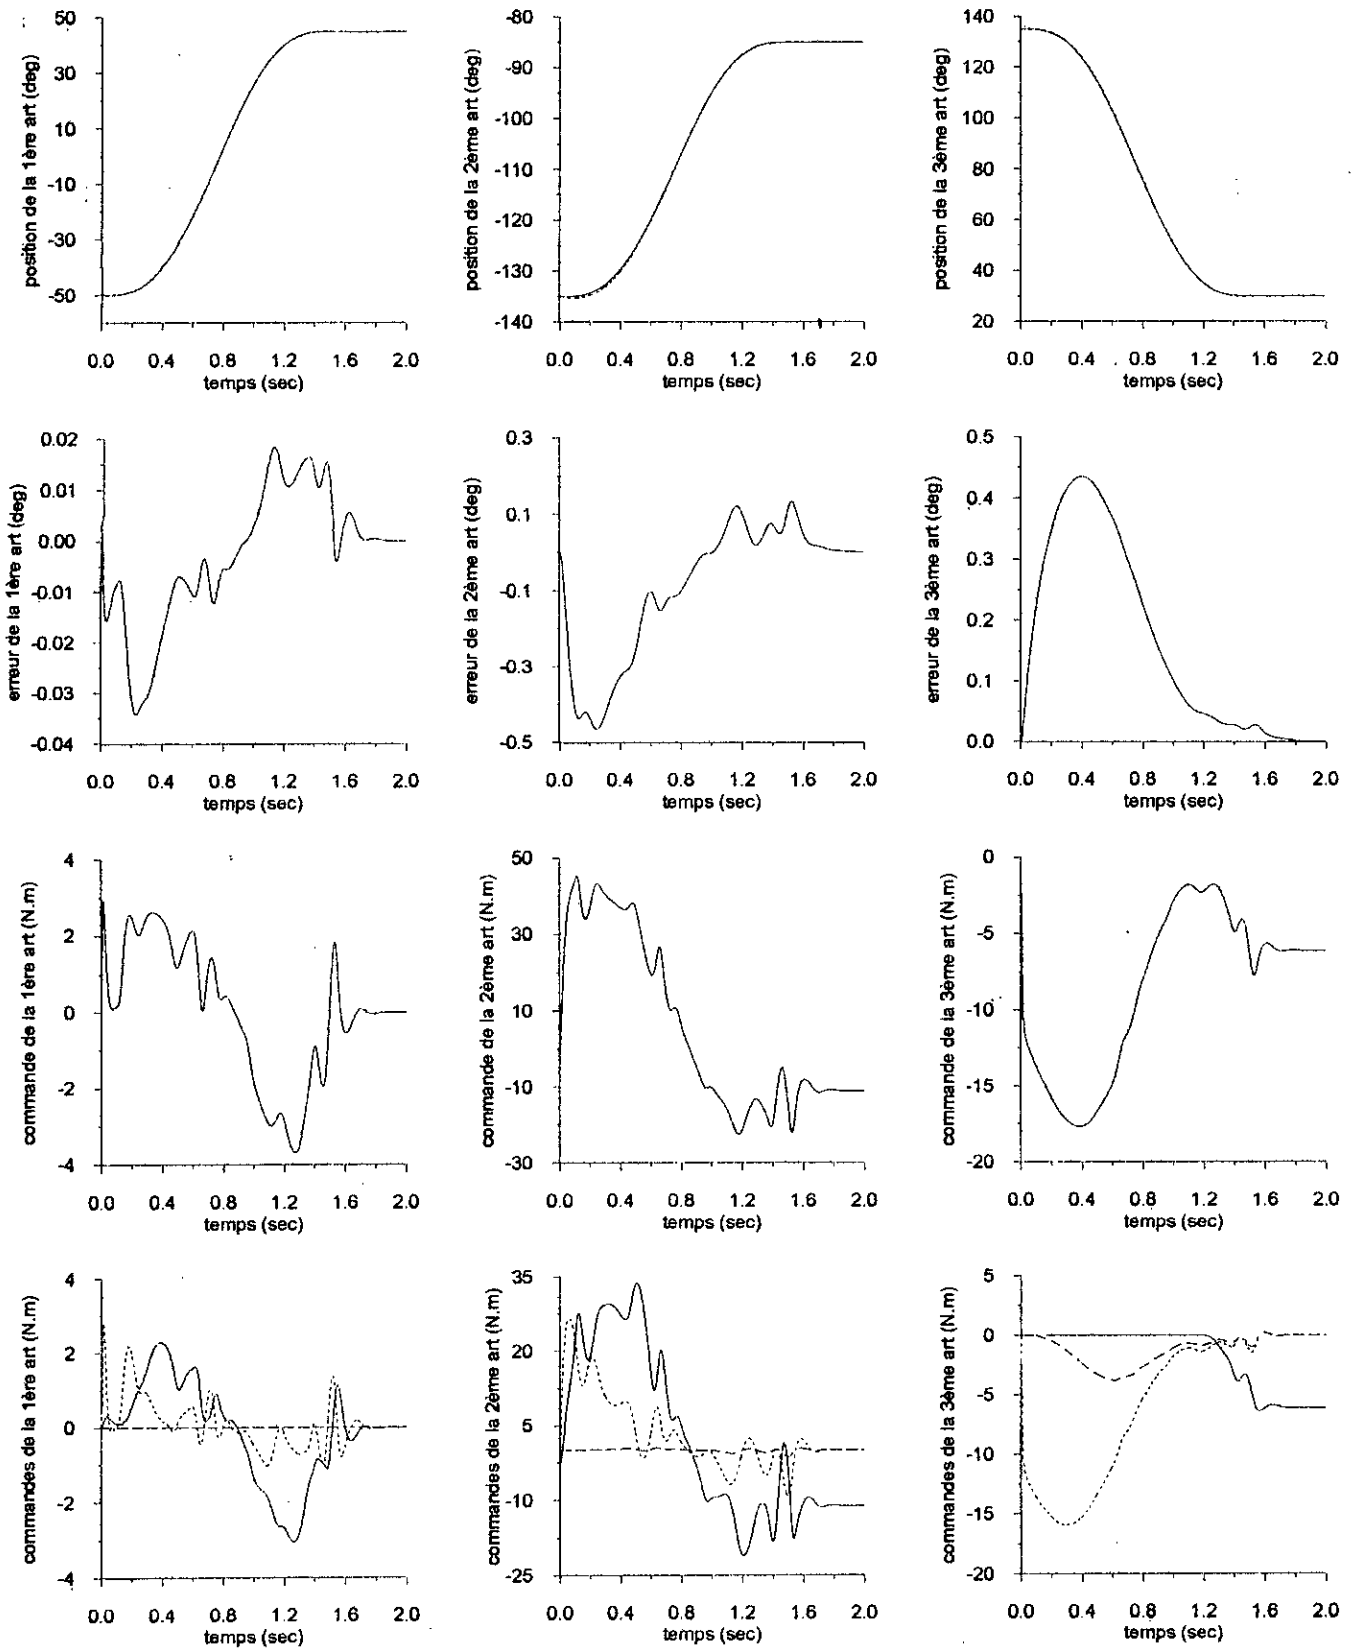 position de la 1ère art (deg)
50
30
10
-10
-30
-50
0.0 0.4 0.8 1.2 1.6 2.0
temps (sec)
position de la 2ème art (deg)
-80
-90
-100
-110
-120
-130
-140
0.0 0.4 0.8 1.2 1.6 2.0
temps (sec)
position de la 3ème art (deg)
140
120
100
80
60
40
20
0.0 0.4 0.8 1.2 1.6 2.0
temps (sec)
erreur de la 1ère art (deg)
0.02
0.01
0.00
-0.01
-0.02
-0.03
-0.04
0.0 0.4 0.8 1.2 1.6 2.0
temps (sec)
erreur de la 2ème art (deg)
0.3
0.1
-0.1
-0.3
-0.5
0.0 0.4 0.8 1.2 1.6 2.0
temps (sec)
erreur de la 3ème art (deg)
0.5
0.4
0.3
0.2
0.1
0.0
0.0 0.4 0.8 1.2 1.6 2.0
temps (sec)
commande de la 1ère art (N.m)
4
2
0
-2
-4
0.0 0.4 0.8 1.2 1.6 2.0
temps (sec)
commande de la 2ème art (N.m)
50
30
10
-10
-30
0.0 0.4 0.8 1.2 1.6 2.0
temps (sec)
commande de la 3ème art (N.m)
0
-5
-10
-15
-20
0.0 0.4 0.8 1.2 1.6 2.0
temps (sec)
commandes de la 1ère art (N.m)
4
2
0
-2
-4
0.0 0.4 0.8 1.2 1.6 2.0
temps (sec)
commandes de la 2ème art (N.m)
35
20
5
-10
-25
0.0 0.4 0.8 1.2 1.6 2.0
temps (sec)
commandes de la 3ème art (N.m)
5
0
-5
-10
-15
-20
0.0 0.4 0.8 1.2 1.6 2.0
temps (sec)